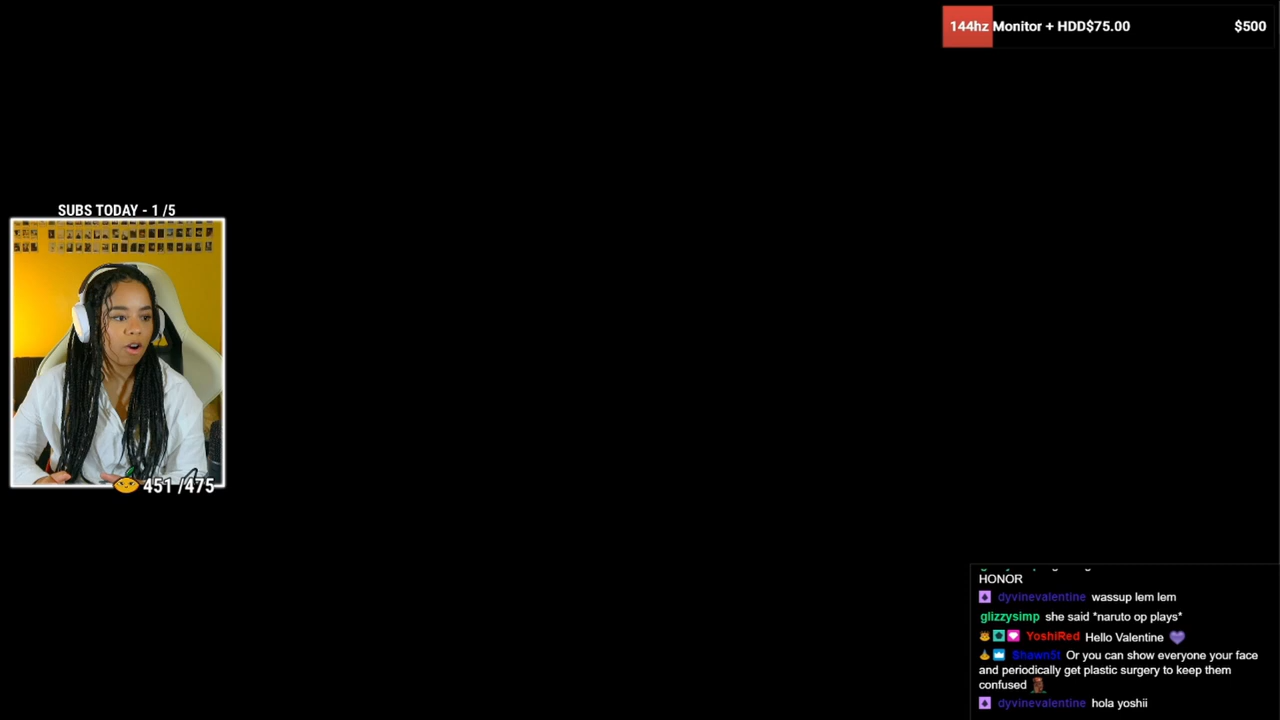 144hz Monitor + HDD$75.00 $500
SUBS TODAY - 1 /5
451 /475
HONOR
dyvinevalentine wassup lem lem
glizzysimp she said *naruto op plays*
YoshiRed Hello Valentine
Shawn5t Or you can show everyone your face
and periodically get plastic surgery to keep them
confused
dyvinevalentine hola yoshii